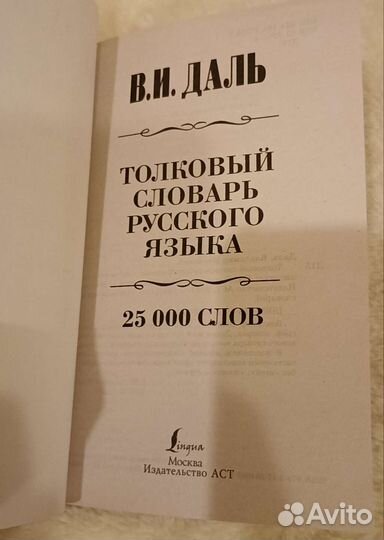 В.И. ДАЛЬ
ТОЛКОВЫЙ
СЛОВАРЬ
РУССКОГО
ЯЗЫКА
25 000 СЛОВ
Lingua
Москва
Издательство АСТ
Avito